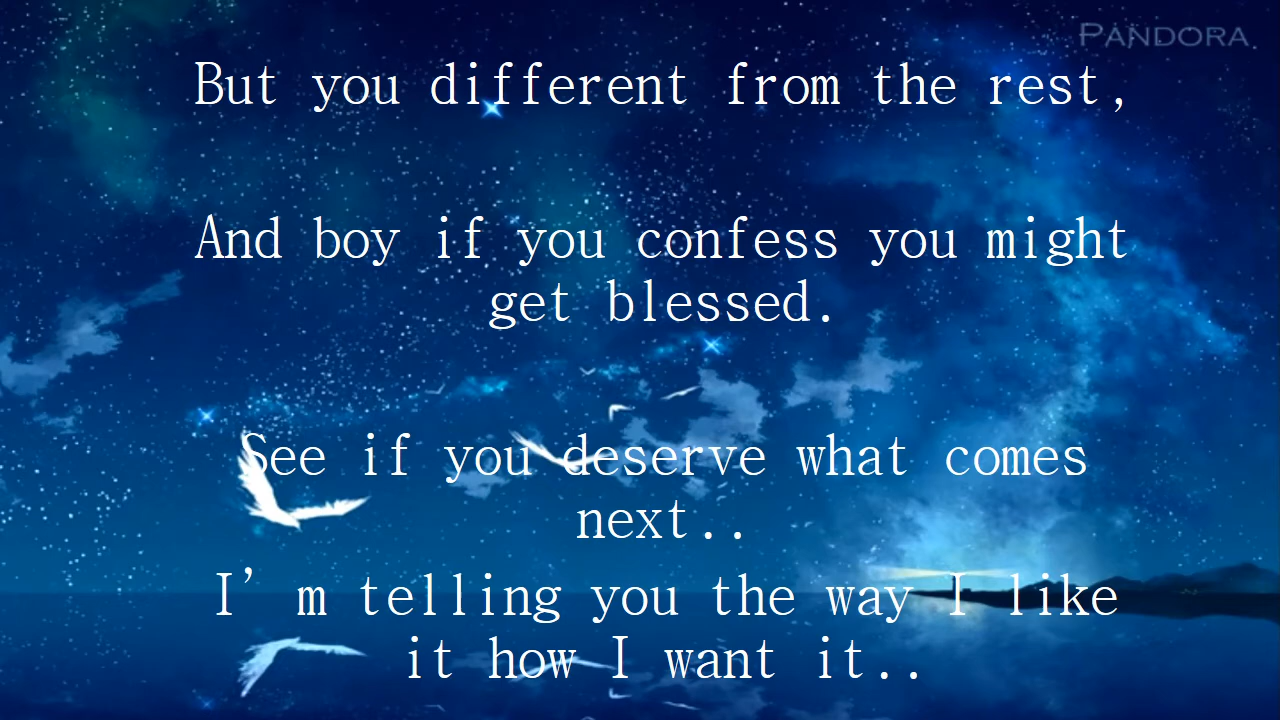 PANDORA
But you different from the rest,
And boy if you confess you might
get blessed.
See if you deserve what comes
next..
I’m telling you the way I like
it how I want it..